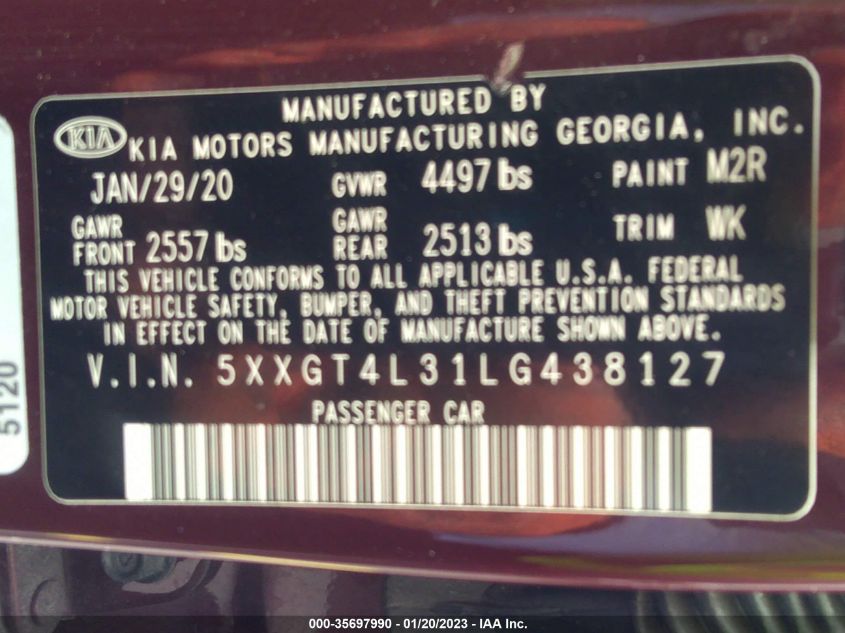 MANUFACTURED BY
KIA KIA MOTORS MANUFACTURING GEORGIA, INC.
JAN/29/20 GVWR 4497 lbs PAINT M2R
GAWR FRONT 2557 lbs GAWR REAR 2513 lbs TRIM WK
THIS VEHICLE CONFORMS TO ALL APPLICABLE U.S.A. FEDERAL
MOTOR VEHICLE SAFETY, BUMPER, AND THEFT PREVENTION STANDARDS
IN EFFECT ON THE DATE OF MANUFACTURE SHOWN ABOVE.
V.I.N. 5XXGT4L31LG438127
PASSENGER CAR
5120
000-35697990 - 01/20/2023 - IAA Inc.